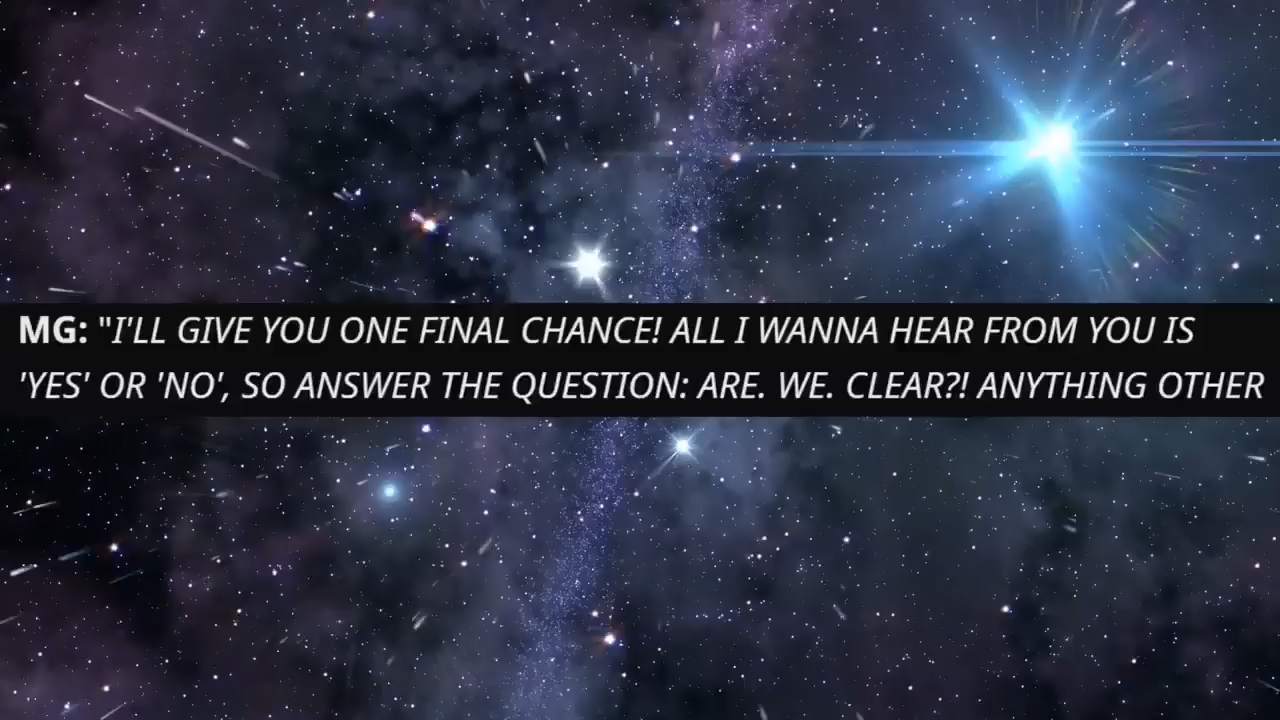 MG: "I'LL GIVE YOU ONE FINAL CHANCE! ALL I WANNA HEAR FROM YOU IS
'YES' OR 'NO', SO ANSWER THE QUESTION: ARE. WE. CLEAR?! ANYTHING OTHER